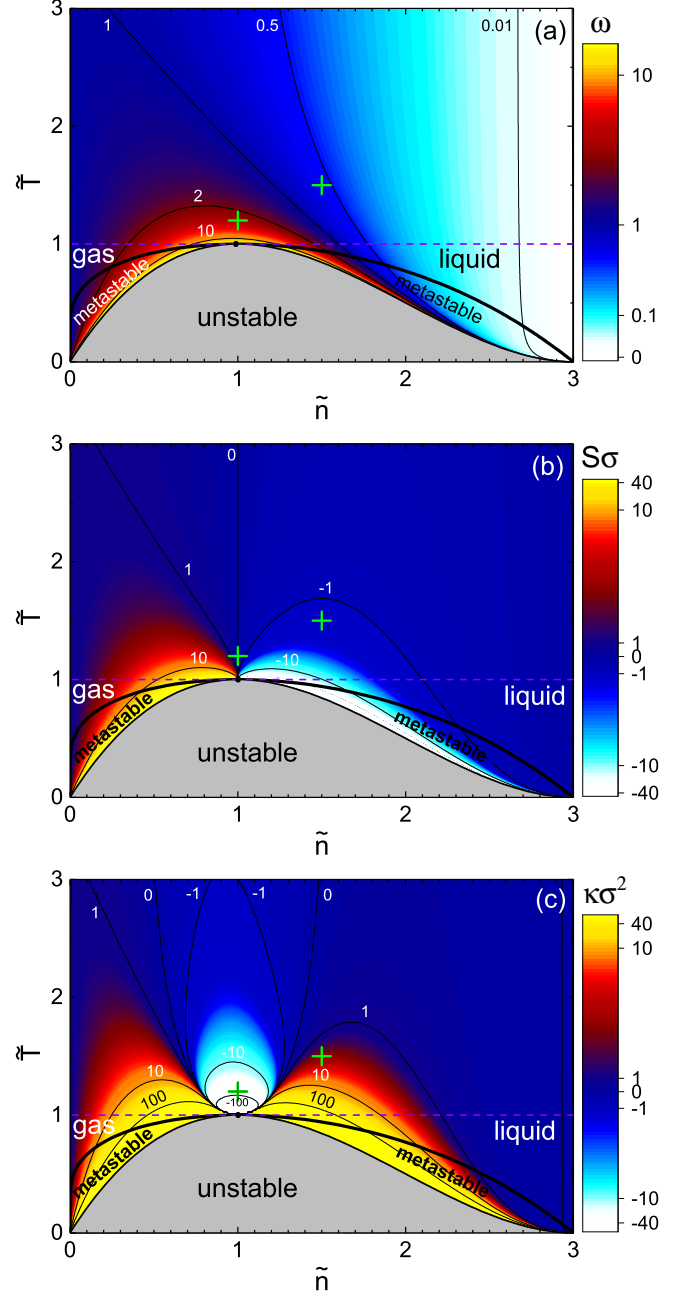 3
1
0.5
0.01
(a)
ω
10
2
T̃
1
0.1
0
2
10
1
gas
liquid
metastable
metastable
unstable
0
0
1
2
3
ñ
3
0
(b)
Sσ
40
10
2
1
-1
T̃
1
0
-1
10
-10
1
gas
liquid
metastable
metastable
unstable
-10
-40
0
0
1
2
3
ñ
3
0
-1
-1
0
(c)
κσ²
1
40
10
2
1
T̃
-10
10
10
1
0
-1
100
-100
100
1
gas
liquid
metastable
metastable
unstable
-10
-40
0
0
1
2
3
ñ